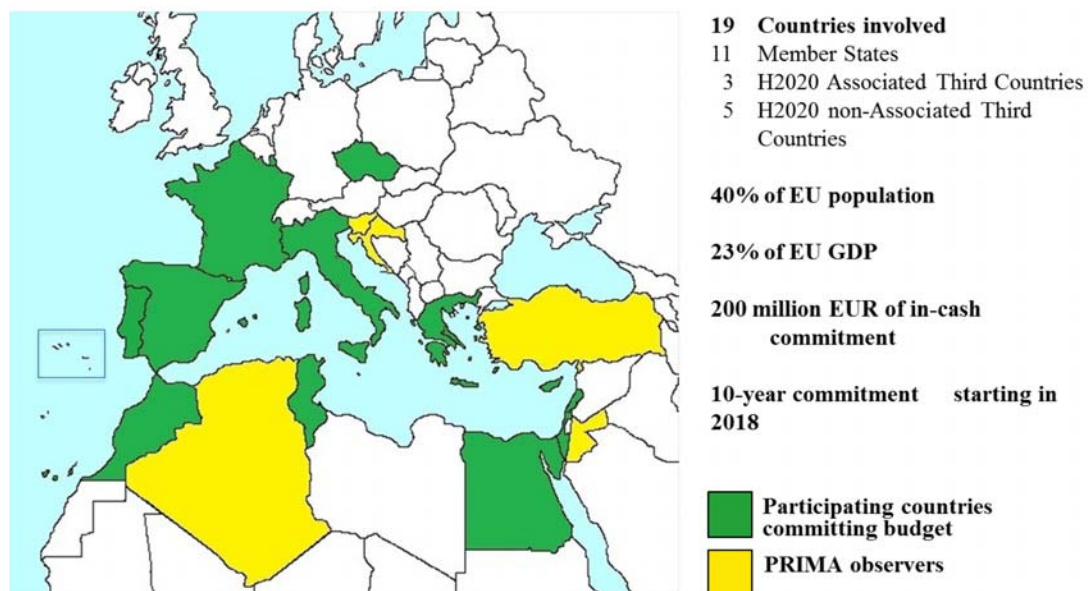 19 Countries involved
11 Member States
3 H2020 Associated Third Countries
5 H2020 non-Associated Third
Countries
40% of EU population
23% of EU GDP
200 million EUR of in-cash
commitment
10-year commitment starting in
2018
Participating countries
committing budget
PRIMA observers